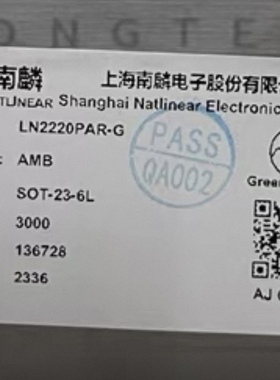 ONGTE
南麟
上海南麟电子股份有限
TLINEAR Shanghai Natlinear Electronic
LN2220PAR-G
PASS
QA002
AMB
Green
SOT-23-6L
3000
136728
2336
AJ